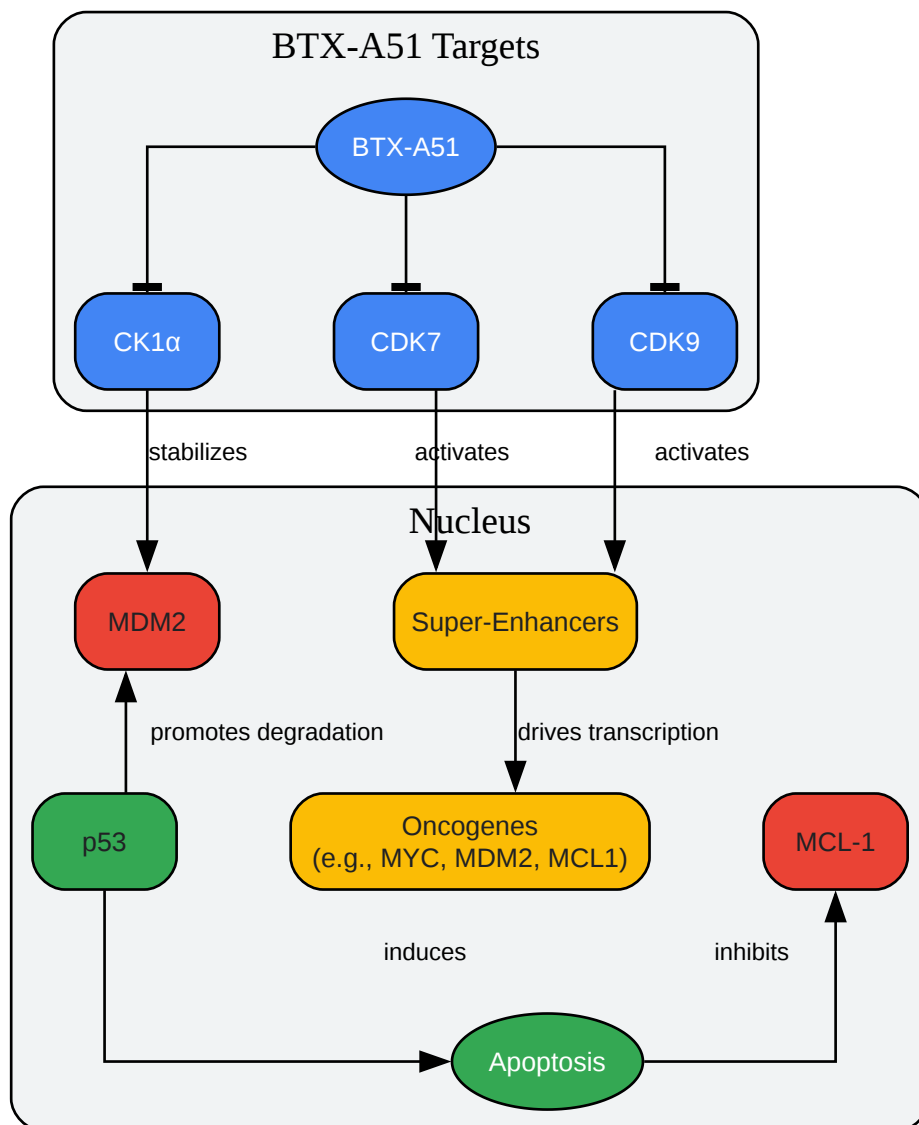 BTX-A51 Targets
BTX-A51
CK1α
CDK7
CDK9
stabilizes
activates
activates
Nucleus
MDM2
Super-Enhancers
promotes degradation
drives transcription
p53
Oncogenes
(e.g., MYC, MDM2, MCL1)
MCL-1
induces
inhibits
Apoptosis